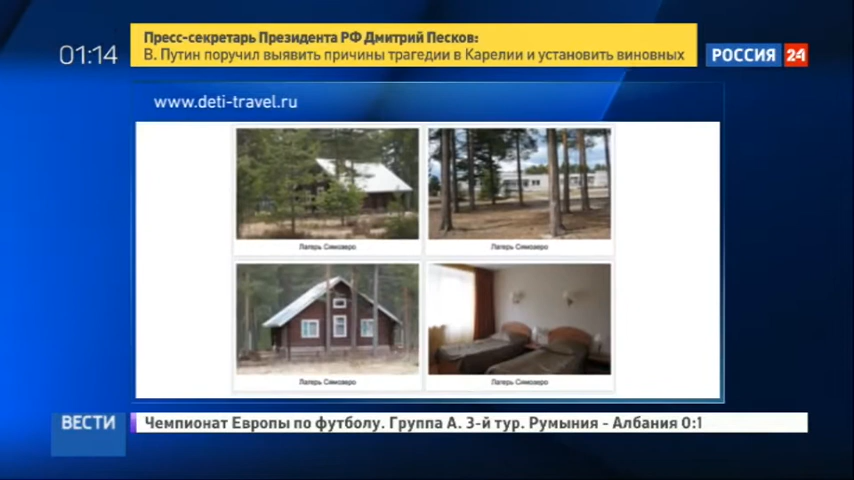 Пресс-секретарь Президента РФ Дмитрий Песков:
01:14
В. Путин поручил выявить причины трагедии в Карелии и установить виновных
РОССИЯ 24
www.deti-travel.ru
Лагерь Сямозеро
Лагерь Сямозеро
Лагерь Сямозеро
Лагерь Сямозеро
ВЕСТИ
Чемпионат Европы по футболу. Группа А. 3-й тур. Румыния - Албания 0:1